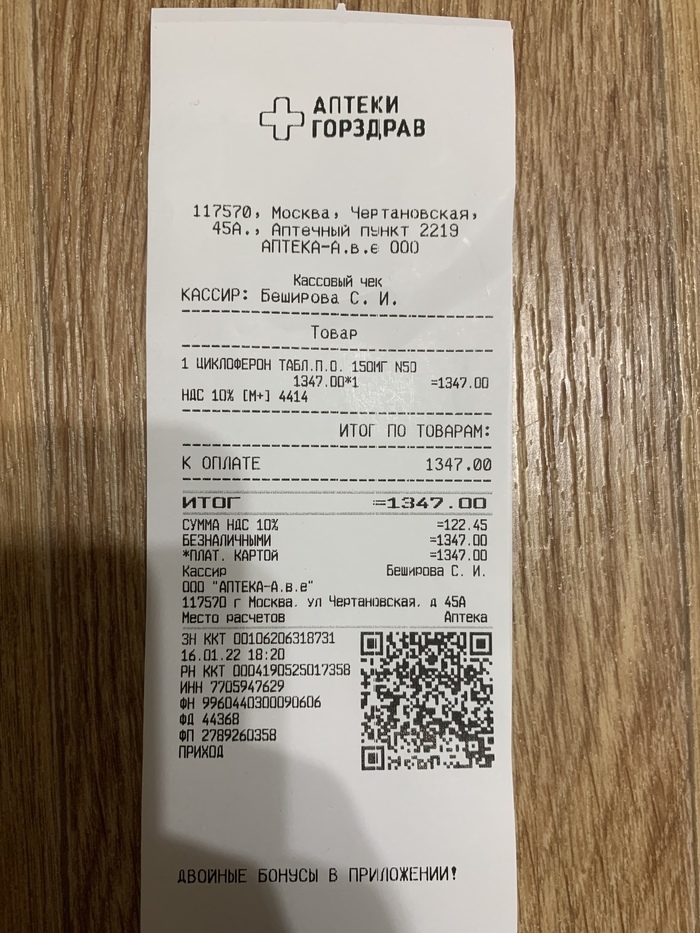 АПТЕКИ
ГОРЗДРАВ
117570, Москва, Чертановская,
45А., Аптечный пункт 2219
АПТЕКА-А.в.е ООО
Кассовый чек
КАССИР: Беширова С. И.
Товар
1 ЦИКЛОФЕРОН ТАБЛ.П.О. 150МГ N50
1347.00*1 =1347.00
НДС 10% [М+] 4414
ИТОГ ПО ТОВАРАМ:
К ОПЛАТЕ 1347.00
ИТОГ =1347.00
СУММА НДС 10% =122.45
БЕЗНАЛИЧНЫМИ =1347.00
*ПЛАТ. КАРТОЙ =1347.00
Кассир Беширова С. И.
ООО "АПТЕКА-А.в.е"
117570 г Москва, ул Чертановская, д 45А
Место расчетов Аптека
ЗН ККТ 00106206318731
16.01.22 18:20
РН ККТ 0004190525017358
ИНН 7705947629
ФН 9960440300090606
ФД 44368
ФП 2789260358
ПРИХОД
ДВОЙНЫЕ БОНУСЫ В ПРИЛОЖЕНИИ!